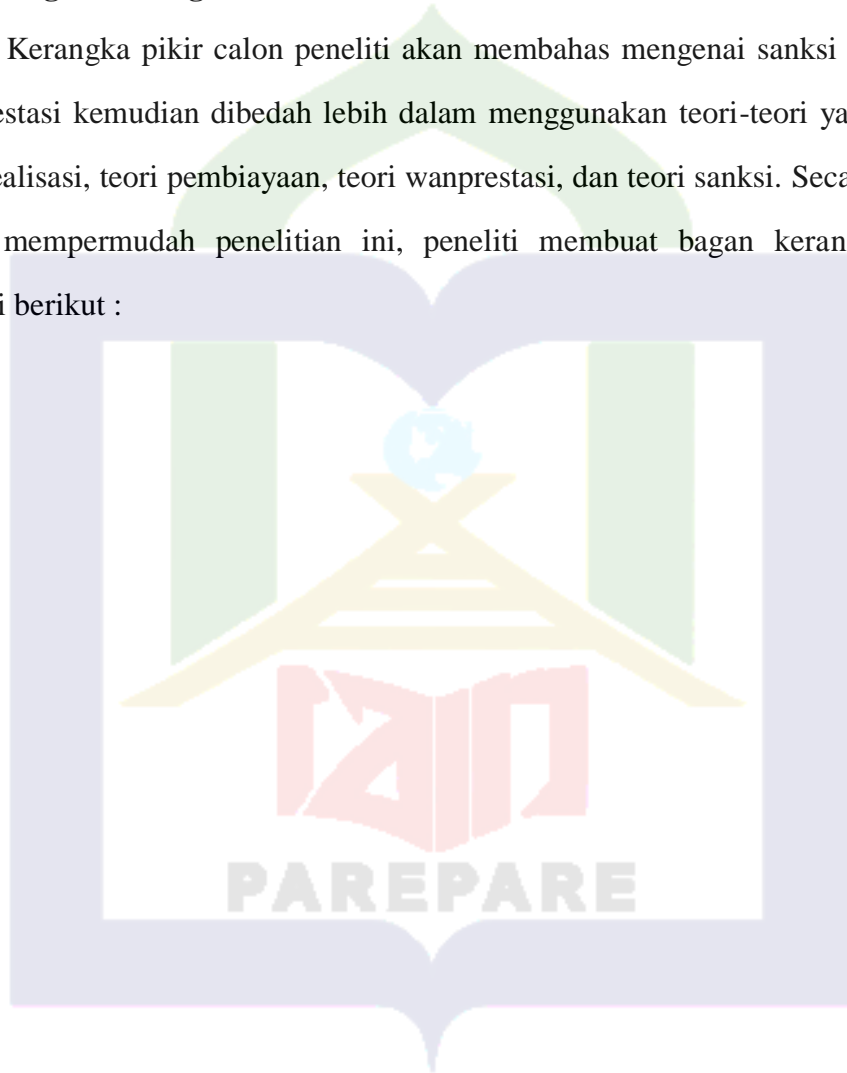 Kerangka pikir calon peneliti akan membahas mengenai sanksi
estasi kemudian dibedah lebih dalam menggunakan teori-teori ya
ealisasi, teori pembiayaan, teori wanprestasi, dan teori sanksi. Seca
mempermudah penelitian ini, peneliti membuat bagan keran
i berikut :
iain
PAREPARE